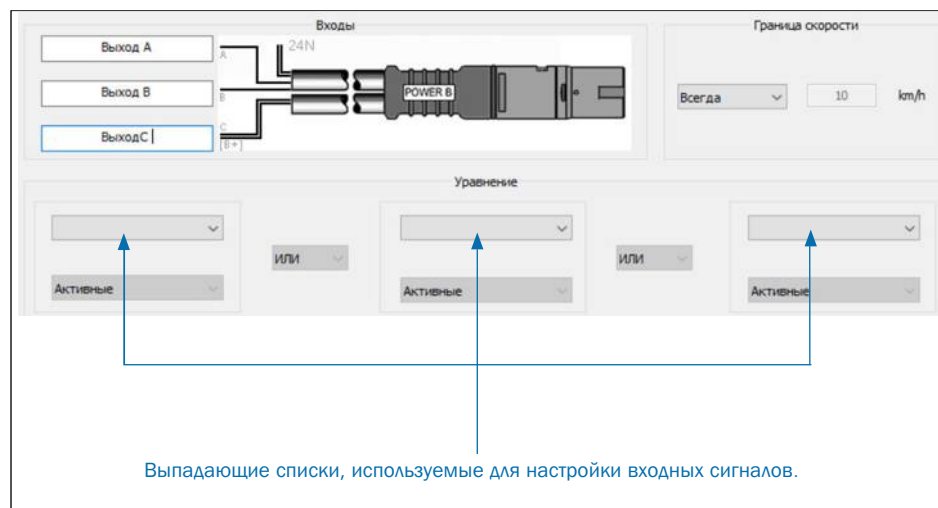 Входы
Граница скорости
Выход A
A
24N
Выход B
B
POWER B
Всегда
10
km/h
ВыходC
C
[B+]
Уравнение
ИЛИ
ИЛИ
Активные
Активные
Активные
Выпадающие списки, используемые для настройки входных сигналов.